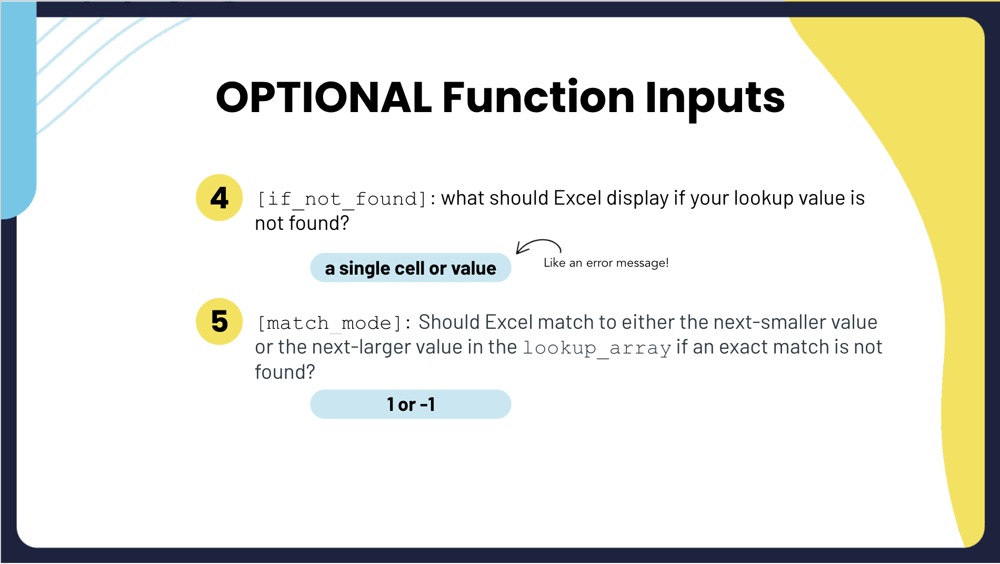 OPTIONAL Function Inputs
4
[if_not_found]: what should Excel display if your lookup value is
not found?
a single cell or value
Like an error message!
5
[match_mode]: Should Excel match to either the next-smaller value
or the next-larger value in the lookup_array if an exact match is not
found?
1 or -1